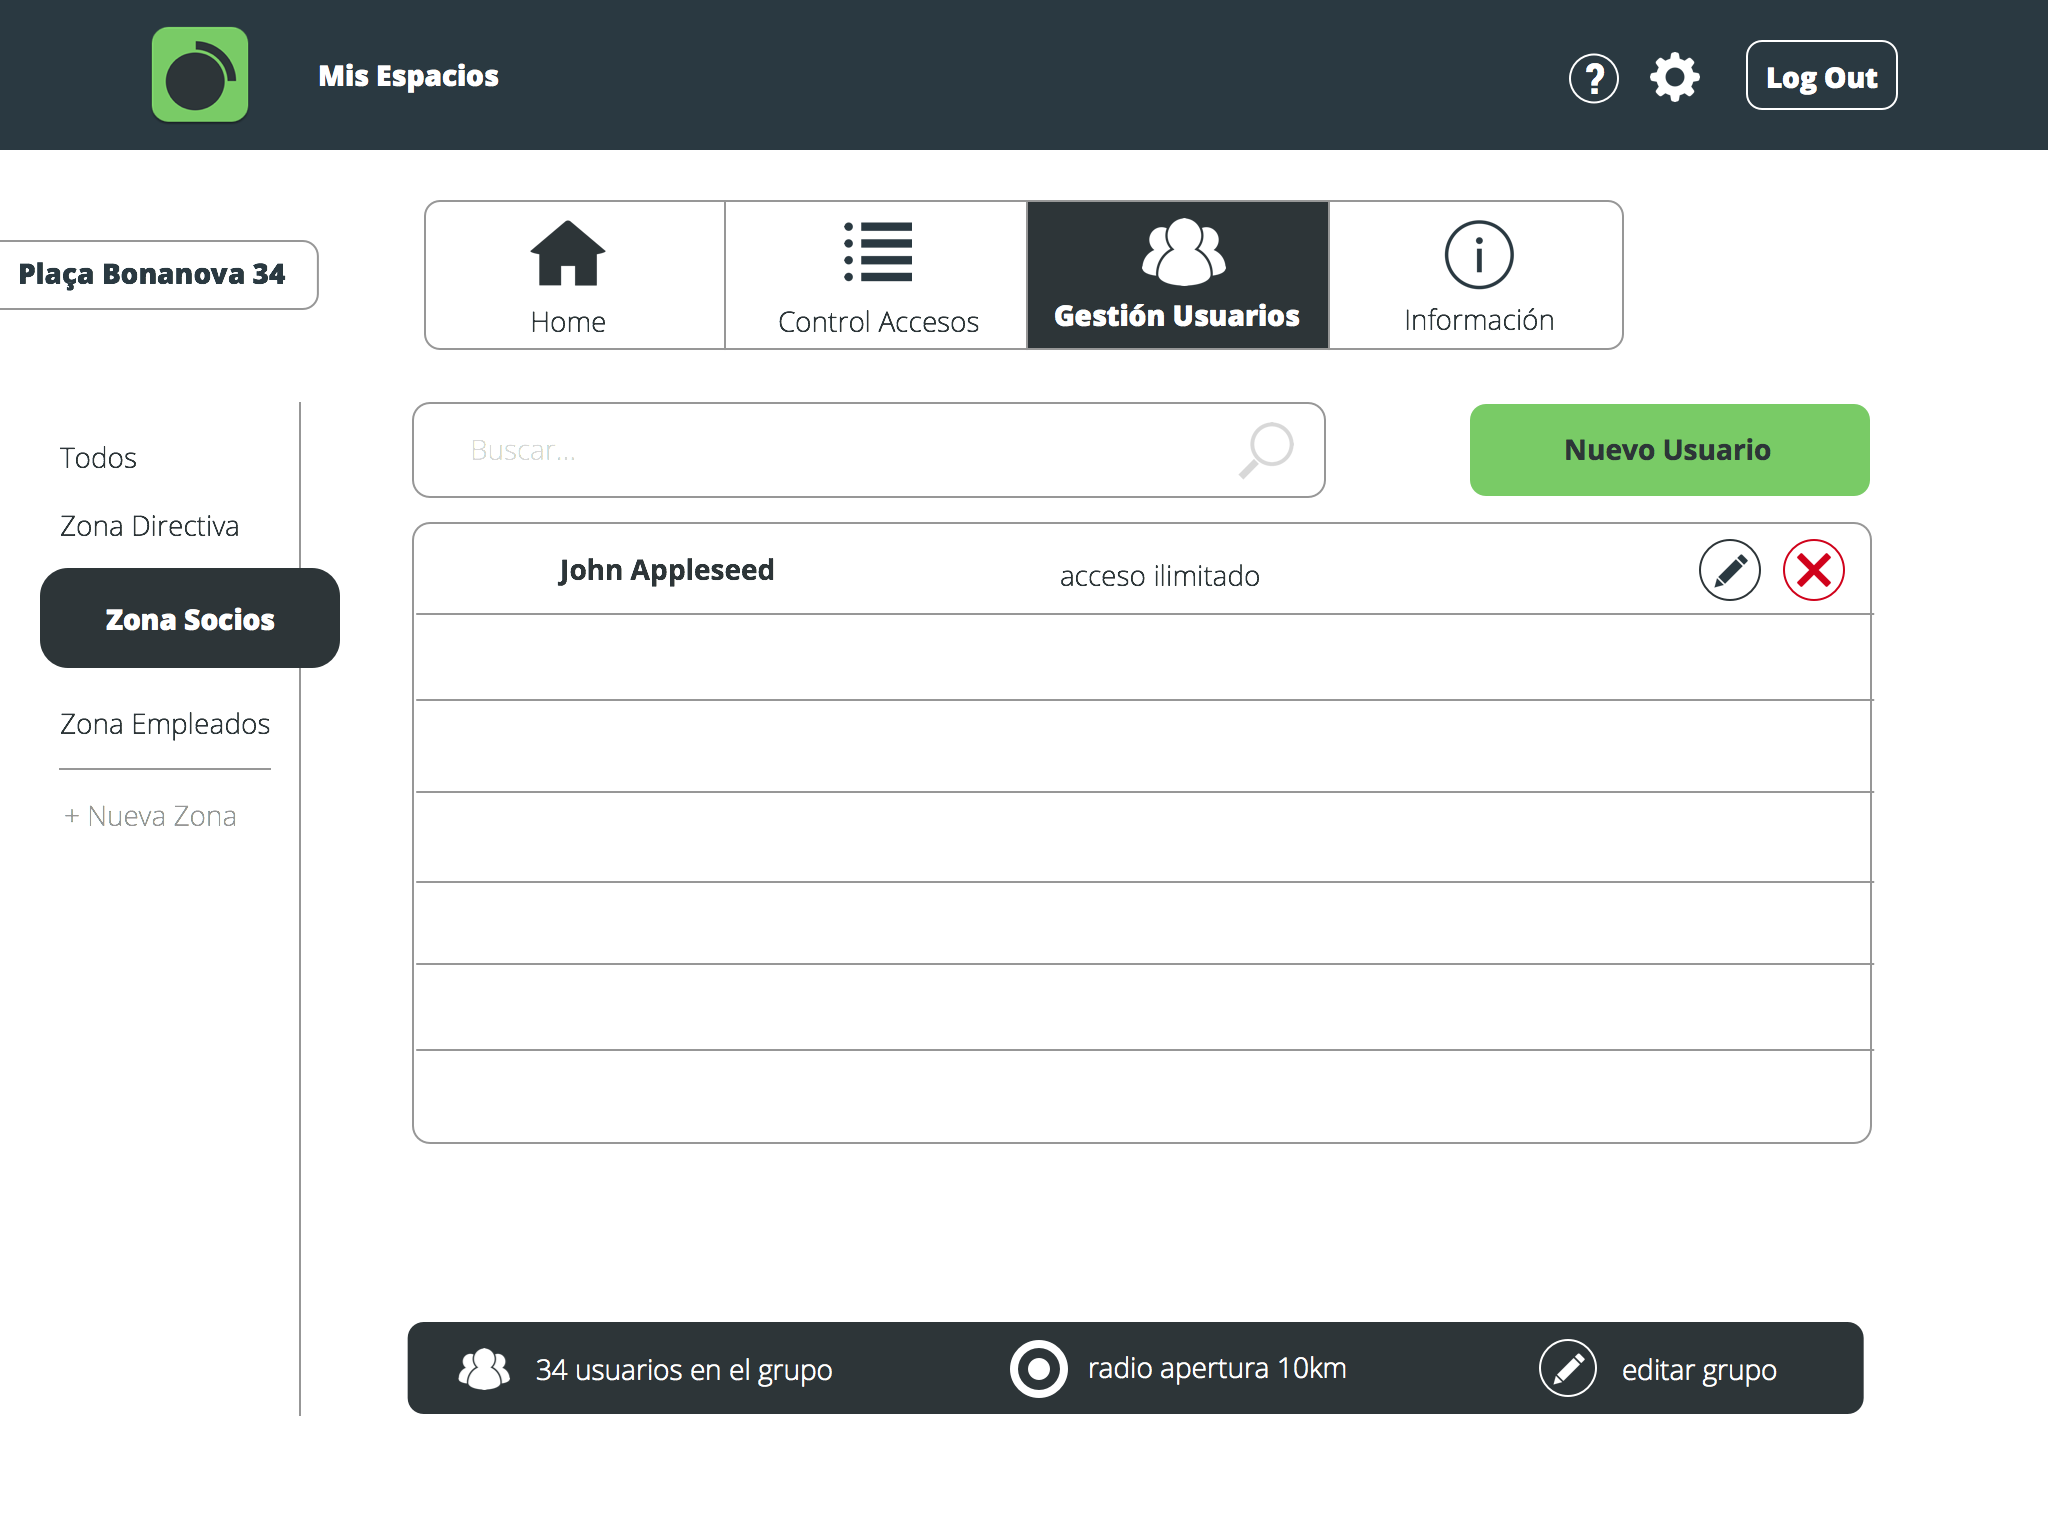 Mis Espacios
Log Out
Plaça Bonanova 34
Home
Control Accesos
Gestión Usuarios
Información
Todos
Zona Directiva
Zona Socios
Zona Empleados
+ Nueva Zona
Buscar...
Nuevo Usuario
John Appleseed
acceso ilimitado
34 usuarios en el grupo
radio apertura 10km
editar grupo